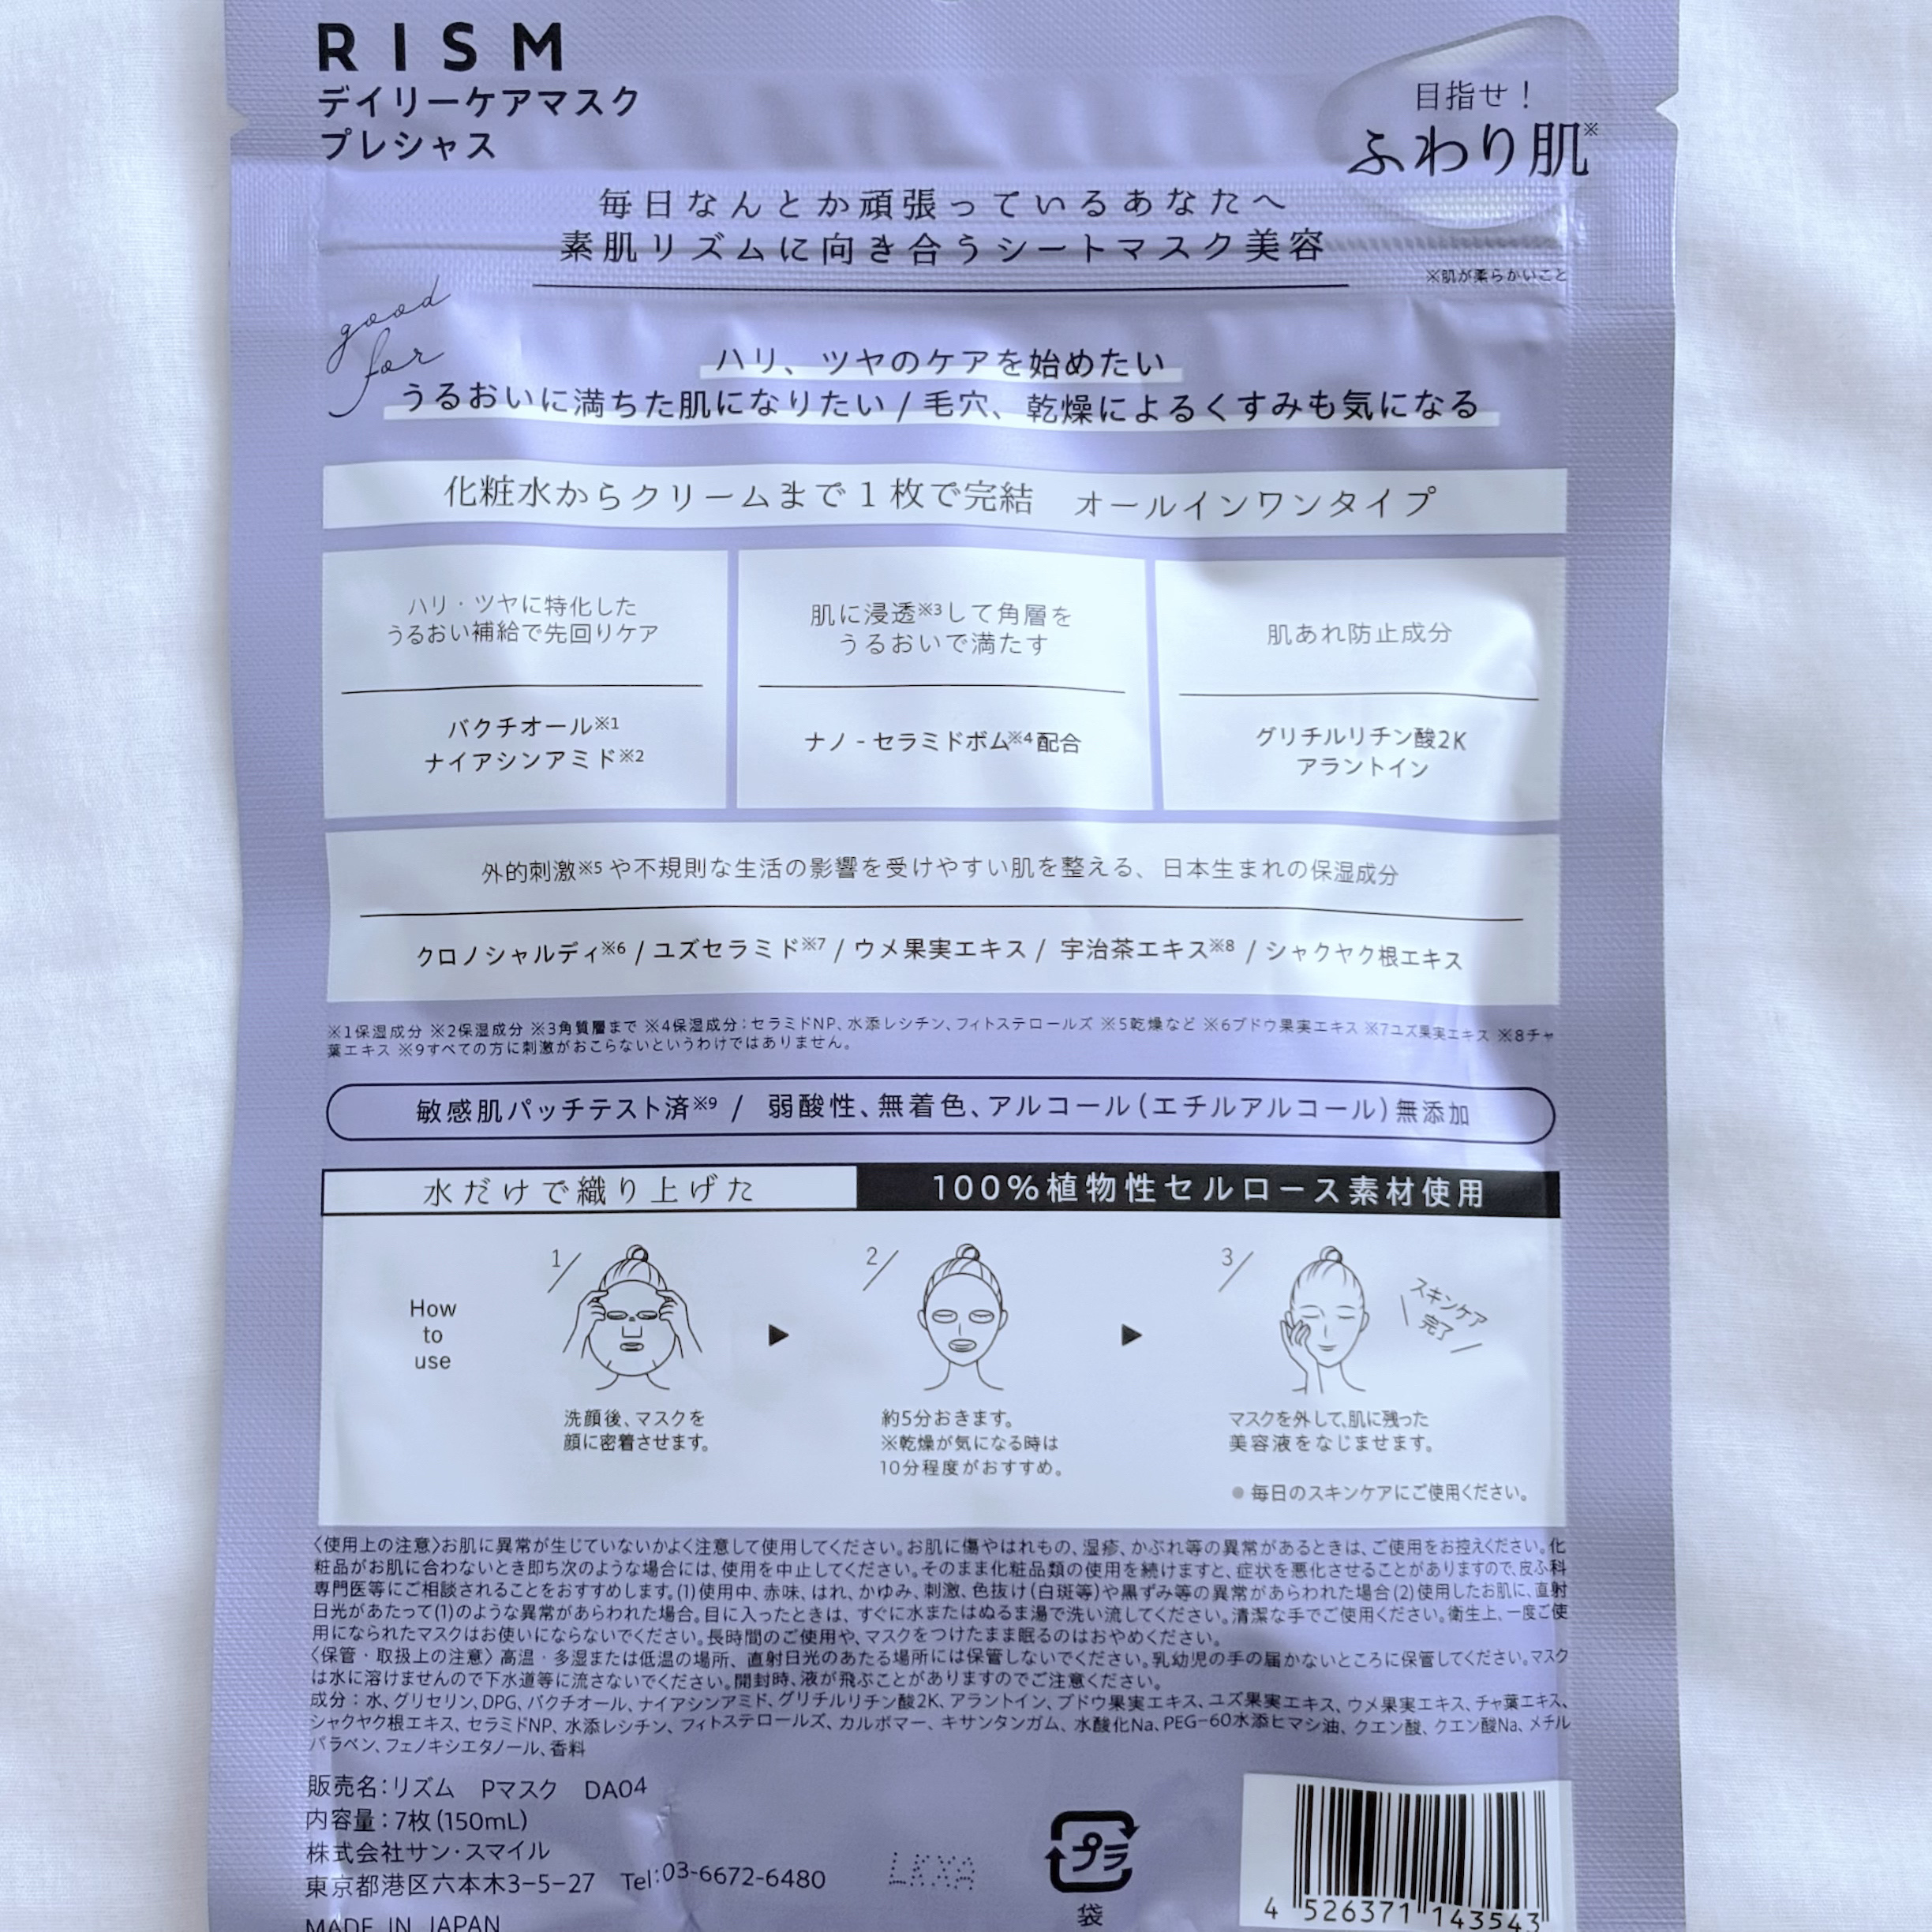 RISM
デイリーケアマスク
プレシャス
目指せ！
ふわり肌※
毎日なんとか頑張っているあなたへ
素肌リズムに向き合うシートマスク美容
※肌が柔らかいこと
good
for
ハリ、ツヤのケアを始めたい
うるおいに満ちた肌になりたい / 毛穴、乾燥によるくすみも気になる
化粧水からクリームまで1枚で完結　オールインワンタイプ
ハリ・ツヤに特化した
うるおい補給で先回りケア
バクチオール※1
ナイアシンアミド※2
肌に浸透※3して角層を
うるおいで満たす
ナノ-セラミドボム※4配合
肌あれ防止成分
グリチルリチン酸2K
アラントイン
外的刺激※5や不規則な生活の影響を受けやすい肌を整える、日本生まれの保湿成分
クロノシャルディ※6 / ユズセラミド※7 / ウメ果実エキス / 宇治茶エキス※8 / シャクヤク根エキス
※1保湿成分 ※2保湿成分 ※3角質層まで ※4保湿成分：セラミドNP、水添レシチン、フィトステロールズ ※5乾燥など ※6ブドウ果実エキス ※7ユズ果実エキス ※8チャ
葉エキス ※9すべての方に刺激がおこらないというわけではありません。
敏感肌パッチテスト済※9 / 弱酸性、無着色、アルコール（エチルアルコール）無添加
水だけで織り上げた
100%植物性セルロース素材使用
How
to
use
1/
洗顔後、マスクを
顔に密着させます。
2/
約5分おきます。
※乾燥が気になる時は
10分程度がおすすめ。
3/
スキンケア
完了
マスクを外して、肌に残った
美容液をなじませます。
● 毎日のスキンケアにご使用ください。
〈使用上の注意〉お肌に異常が生じていないかよく注意して使用してください。お肌に傷やはれもの、湿疹、かぶれ等の異常があるときは、ご使用をお控えください。化
粧品がお肌に合わないとき即ち次のような場合には、使用を中止してください。そのまま化粧品類の使用を続けますと、症状を悪化させることがありますので、皮ふ科
専門医等にご相談されることをおすすめします。(1)使用中、赤味、はれ、かゆみ、刺激、色抜け(白斑等)や黒ずみ等の異常があらわれた場合(2)使用したお肌に、直射
日光があたって(1)のような異常があらわれた場合。目に入ったときは、すぐに水またはぬるま湯で洗い流してください。清潔な手でご使用ください。衛生上、一度ご使
用になられたマスクはお使いにならないでください。長時間のご使用や、マスクをつけたまま眠るのはおやめください。
〈保管・取扱上の注意〉高温・多湿または低温の場所、直射日光のあたる場所には保管しないでください。乳幼児の手の届かないところに保管してください。マスク
は水に溶けませんので下水道等に流さないでください。開封時、液が飛ぶことがありますのでご注意ください。
成分：水、グリセリン、DPG、バクチオール、ナイアシンアミド、グリチルリチン酸2K、アラントイン、ブドウ果実エキス、ユズ果実エキス、ウメ果実エキス、チャ葉エキス、
シャクヤク根エキス、セラミドNP、水添レシチン、フィトステロールズ、カルボマー、キサンタンガム、水酸化Na、PEG-60水添ヒマシ油、クエン酸、クエン酸Na、メチル
パラベン、フェノキシエタノール、香料
販売名：リズム　Pマスク　DA04
内容量：7枚（150mL）
株式会社サン・スマイル
東京都港区六本木3-5-27　Tel:03-6672-6480
MADE IN JAPAN
LKXA
プラ
袋
4 526371 143543